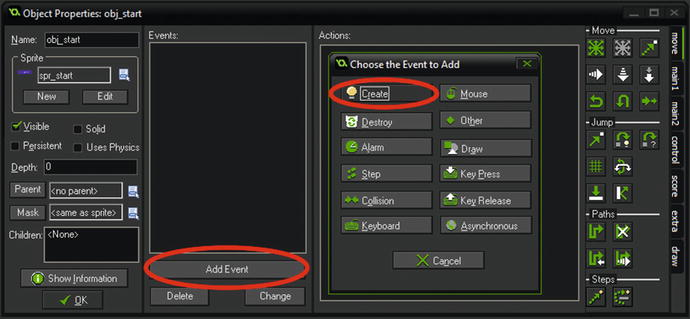 Object Properties: obj_start
Name: obj_start
Sprite
spr_start
New Edit
Visible Solid
Persistent Uses Physics
Depth: 0
Parent <no parent>
Mask <same as sprite>
Children: <None>
Show Information
OK
Events:
Add Event
Delete Change
Actions:
Choose the Event to Add
Create Mouse
Destroy Other
Alarm Draw
Step Key Press
Collision Key Release
Keyboard Asynchronous
Cancel
Move
Jump
Paths
Steps
move
main1
main2
control
score
extra
draw